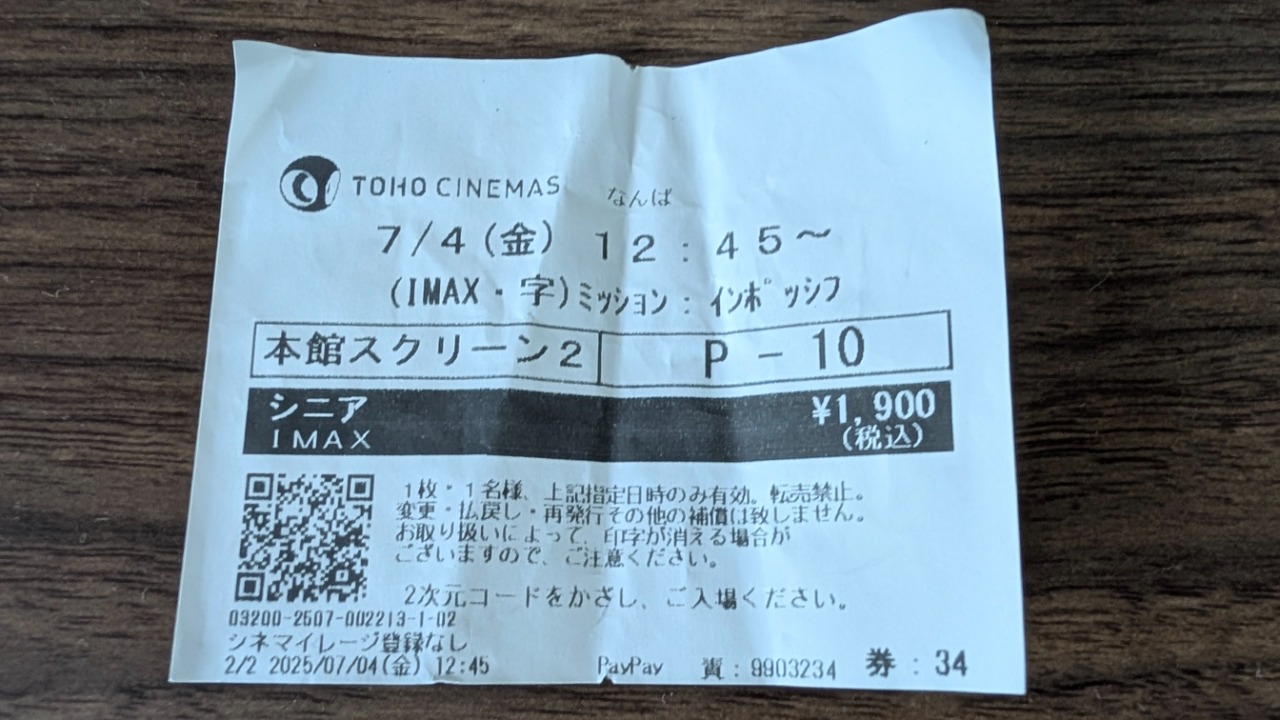 TOHO CINEMAS なんば
7/4(金) 12:45～
(IMAX・字)ﾐｯｼｮﾝ:ｲﾝﾎﾟｯｼﾌ
本館スクリーン2 P-10
シニア ¥1,900
IMAX (税込)
1枚・1名様、上記指定日時のみ有効。転売禁止。
変更・払戻し・再発行その他の補償は致しません。
お取り扱いによって、印字が消える場合が
ございますので、ご注意ください。
2次元コードをかざし、ご入場ください。
03200-2507-002213-1-02
シネマイレージ登録なし
2/2 2025/07/04(金) 12:45 PayPay 責:9903234 券:34